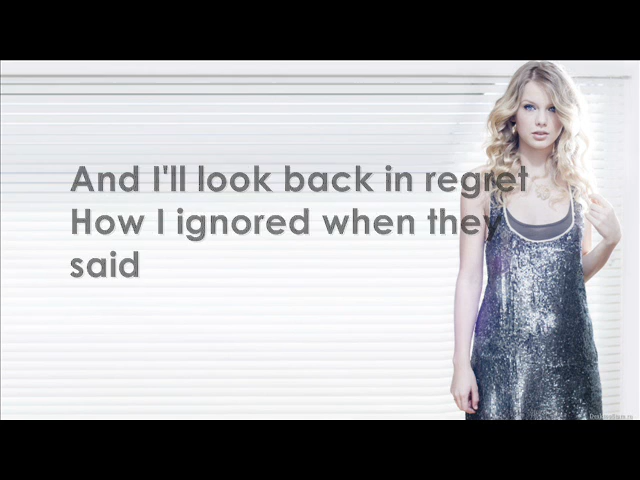 And I'll look back in regret
How I ignored when they
said